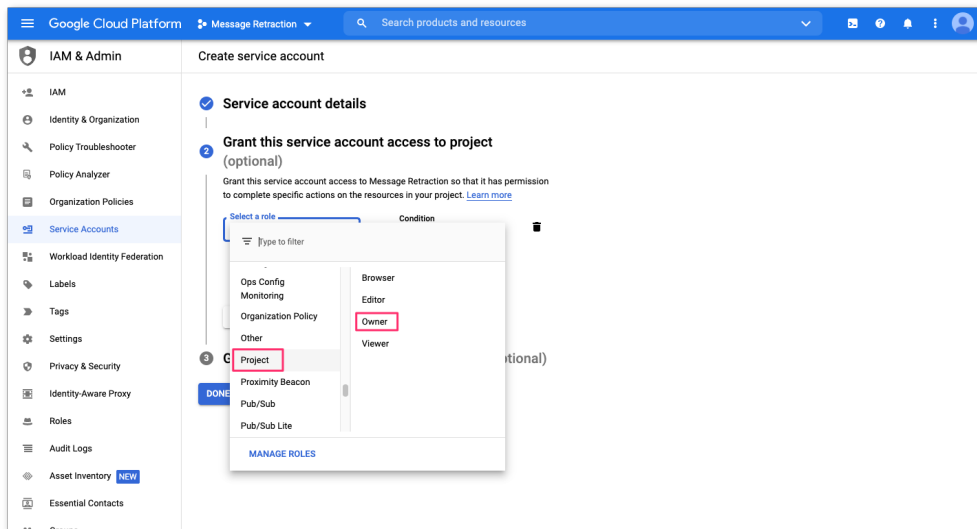 Google Cloud Platform
Message Retraction
Search products and resources
IAM & Admin
Create service account
IAM
Identity & Organization
Policy Troubleshooter
Policy Analyzer
Organization Policies
Service Accounts
Workload Identity Federation
Labels
Tags
Settings
Privacy & Security
Identity-Aware Proxy
Roles
Audit Logs
Asset Inventory NEW
Essential Contacts
Service account details
2
Grant this service account access to project
(optional)
Grant this service account access to Message Retraction so that it has permission
to complete specific actions on the resources in your project. Learn more
Select a role
Condition
Type to filter
Ops Config
Monitoring
Organization Policy
Other
Project
Proximity Beacon
Pub/Sub
Pub/Sub Lite
Browser
Editor
Owner
Viewer
MANAGE ROLES
3
DONE